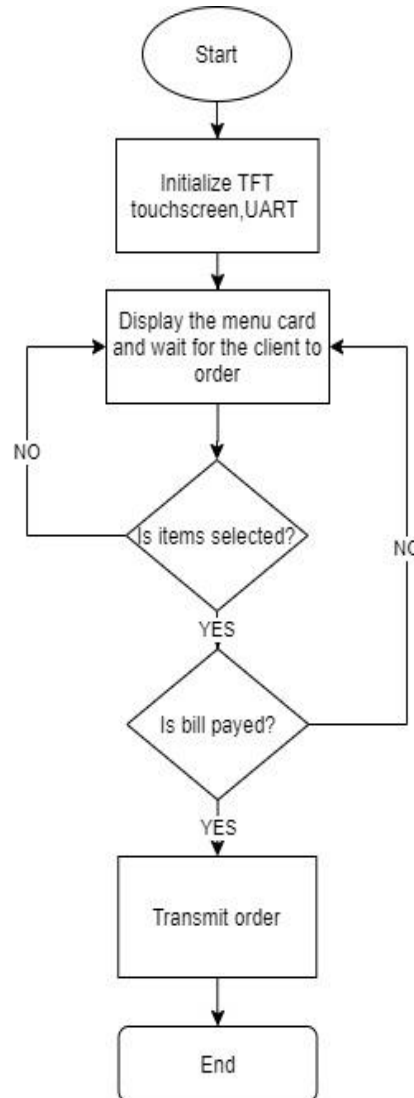 Start
Initialize TFT
touchscreen,UART
Display the menu card
and wait for the client to
order
NO
Is items selected?
NO
YES
Is bill payed?
YES
Transmit order
End